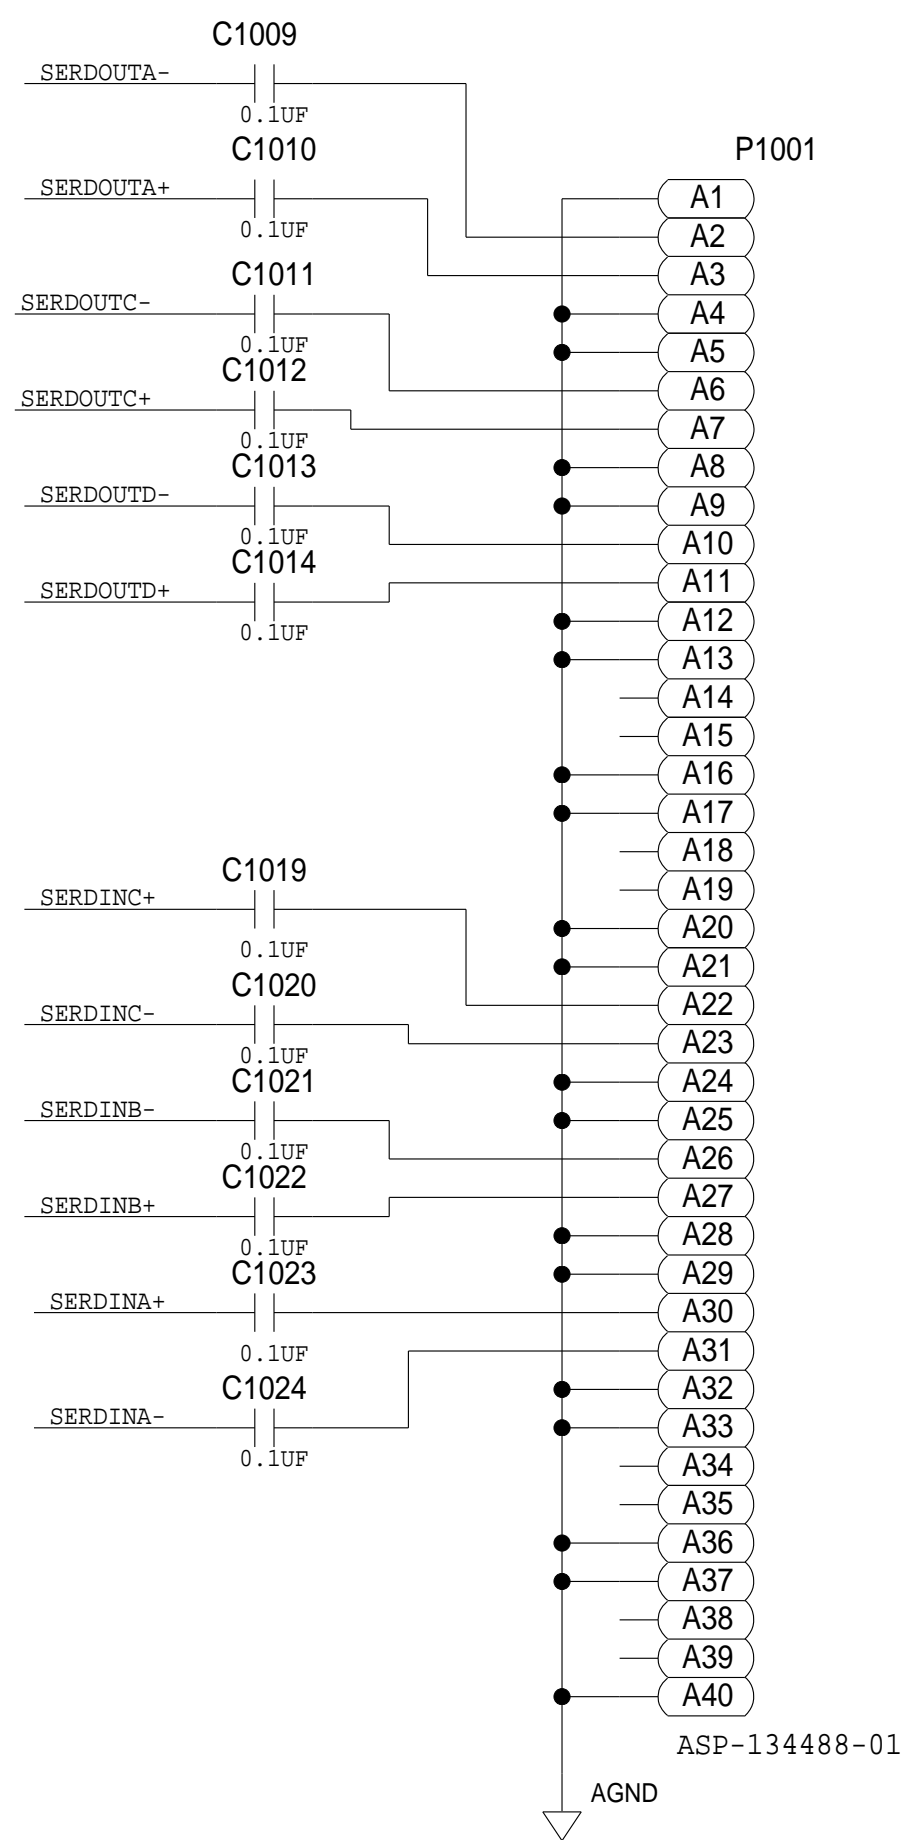 C1009
SERDOUTA-
0.1UF
C1010
P1001
SERDOUTA+
A1
0.1UF
A2
C1011
A3
SERDOUTC-
A4
0.1UF
A5
C1012
A6
SERDOUTC+
A7
0.1UF
C1013
A8
SERDOUTD-
A9
0.1UF
A10
C1014
A11
SERDOUTD+
A12
0.1UF
A13
A14
A15
A16
A17
A18
C1019
A19
SERDINC+
A20
0.1UF
A21
C1020
A22
SERDINC-
A23
0.1UF
C1021
A24
SERDINB-
A25
0.1UF
A26
C1022
A27
SERDINB+
A28
0.1UF
C1023
A29
SERDINA+
A30
0.1UF
A31
C1024
A32
SERDINA-
A33
0.1UF
A34
A35
A36
A37
A38
A39
A40
ASP-134488-01
AGND